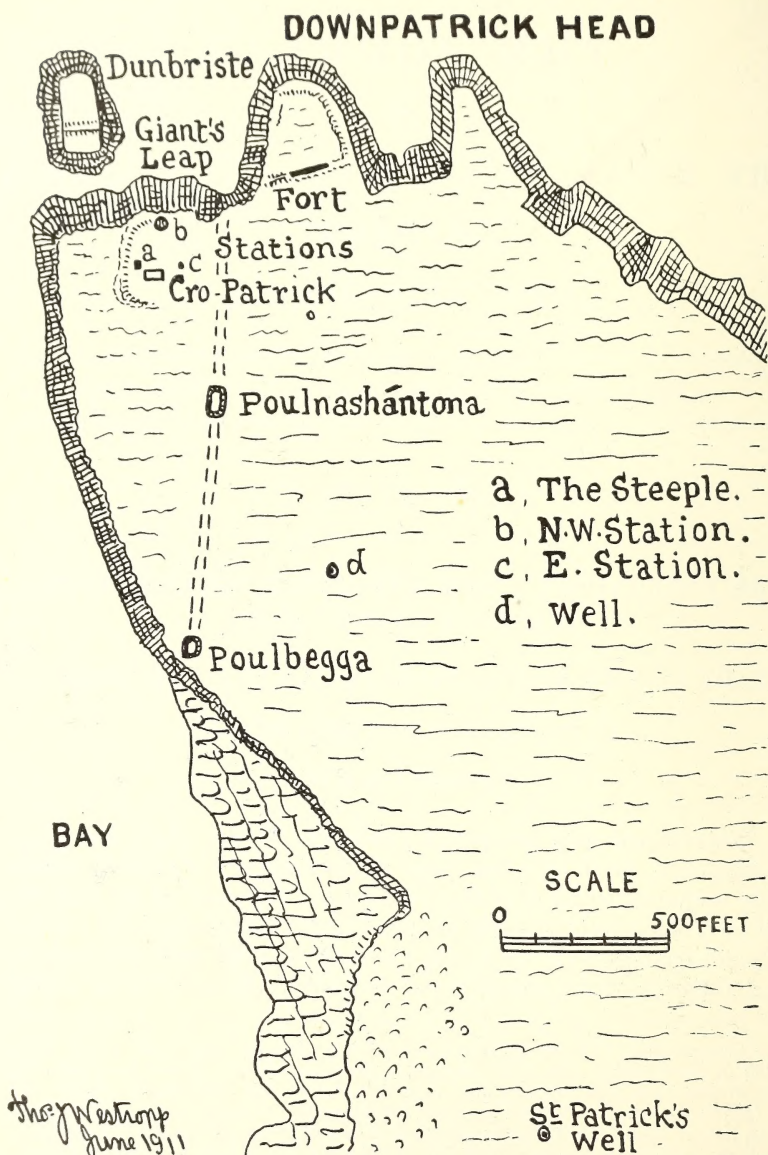 DOWNPATRICK HEAD
Dunbriste
Giant's
Leap
Fort
b
Stations
a
c
Cro-Patrick
Poulnashántona
a, The Steeple.
b, N.W. Station.
c, E. Station.
d, Well.
d
Poulbegga
BAY
SCALE
0 500 FEET
Thos J Westropp
June 1911
St Patrick's
Well